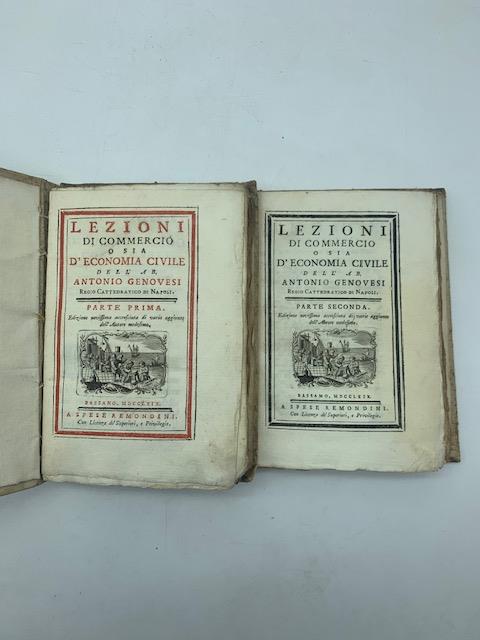 LEZIONI
DI COMMERCIO
O SIA
D'ECONOMIA CIVILE
DELL' AB.
ANTONIO GENOVESI
REGIO CATTEDRATICO DI NAPOLI.
PARTE PRIMA.
Edizione novissima accresciuta di varie aggiunte
dell'Autore medesimo.
BASSANO, MDCCLXIX.
A SPESE REMONDINI.
Con Licenza de' Superiori, e Privilegio.
LEZIONI
DI COMMERCIO
O SIA
D'ECONOMIA CIVILE
DELL' AB.
ANTONIO GENOVESI
REGIO CATTEDRATICO DI NAPOLI.
PARTE SECONDA.
Edizione novissima accresciuta di varie aggiunte
dell'Autore medesimo.
BASSANO, MDCCLXIX.
A SPESE REMONDINI.
Con Licenza de' Superiori, e Privilegio.